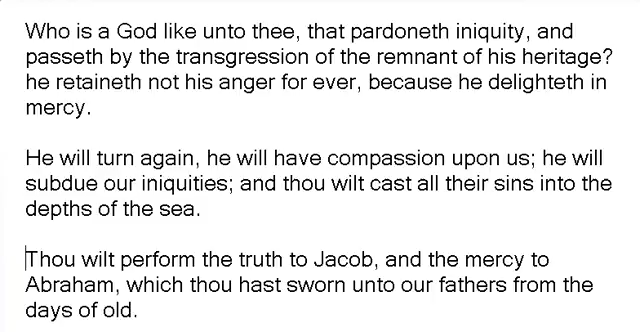 Who is a God like unto thee, that pardoneth iniquity, and
passeth by the transgression of the remnant of his heritage?
he retaineth not his anger for ever, because he delighteth in
mercy.
He will turn again, he will have compassion upon us; he will
subdue our iniquities; and thou wilt cast all their sins into the
depths of the sea.
Thou wilt perform the truth to Jacob, and the mercy to
Abraham, which thou hast sworn unto our fathers from the
days of old.